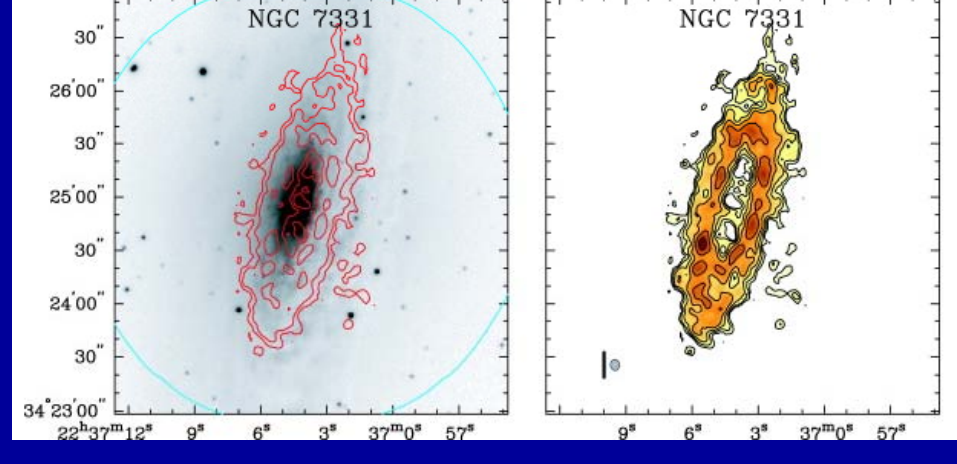 NGC 7331
NGC 7331
30"
26'00"
30"
25'00"
30"
24'00"
30"
34°23'00"
22ʰ37ᵐ12ˢ 9ˢ 6ˢ 3ˢ 37ᵐ0ˢ 57ˢ
9ˢ 6ˢ 3ˢ 37ᵐ0ˢ 57ˢ